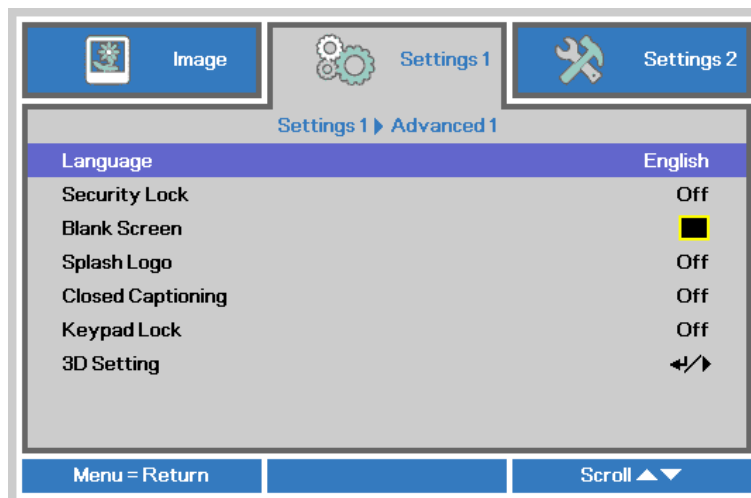 Image
Settings 1
Settings 2
Settings 1 Advanced 1
Language English
Security Lock Off
Blank Screen
Splash Logo Off
Closed Captioning Off
Keypad Lock Off
3D Setting
Menu = Return Scroll